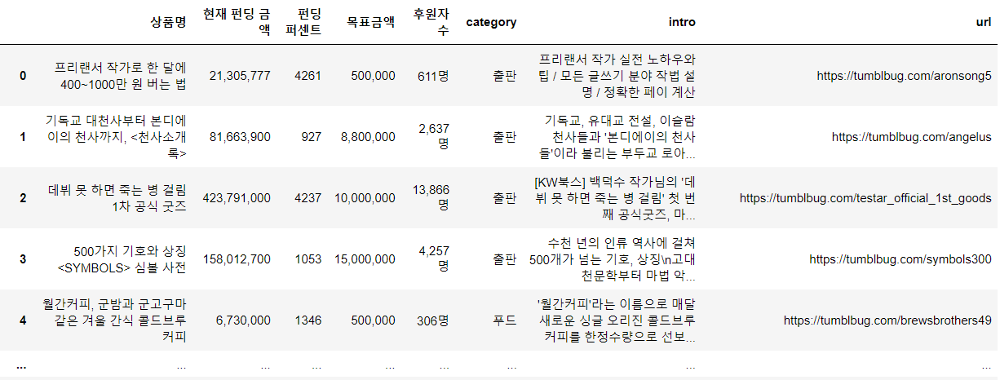 상품명 현재 펀딩 금액 펀딩 퍼센트 목표금액 후원자수 category intro url
0 프리랜서 작가로 한 달에 400~1000만 원 버는 법 21,305,777 4261 500,000 611명 출판 프리랜서 작가 실전 노하우와 팁 / 모든 글쓰기 분야 작법 설명 / 정확한 페이 계산 https://tumblbug.com/aronsong5
1 기독교 대천사부터 본디에이의 천사까지, <천사소개록> 81,663,900 927 8,800,000 2,637명 출판 기독교, 유대교 전설, 이슬람 천사들과 '본디에이의 천사들'이라 불리는 부두교 로아... https://tumblbug.com/angelus
2 데뷔 못 하면 죽는 병 걸림 1차 공식 굿즈 423,791,000 4237 10,000,000 13,866명 출판 [KW북스] 백덕수 작가님의 '데뷔 못 하면 죽는 병 걸림' 첫 번째 공식굿즈, 마... https://tumblbug.com/testar_official_1st_goods
3 500가지 기호와 상징 <SYMBOLS> 심볼 사전 158,012,700 1053 15,000,000 4,257명 출판 수천 년의 인류 역사에 걸쳐 500개가 넘는 기호, 상징\n고대 천문학부터 마법 악... https://tumblbug.com/symbols300
4 월간커피, 군밤과 군고구마 같은 겨울 간식 콜드브루 커피 6,730,000 1346 500,000 306명 푸드 '월간커피'라는 이름으로 매달 새로운 싱글 오리진 콜드브루 커피를 한정수량으로 선보... https://tumblbug.com/brewsbrothers49
... ... ... ... ... ... ... ... ...